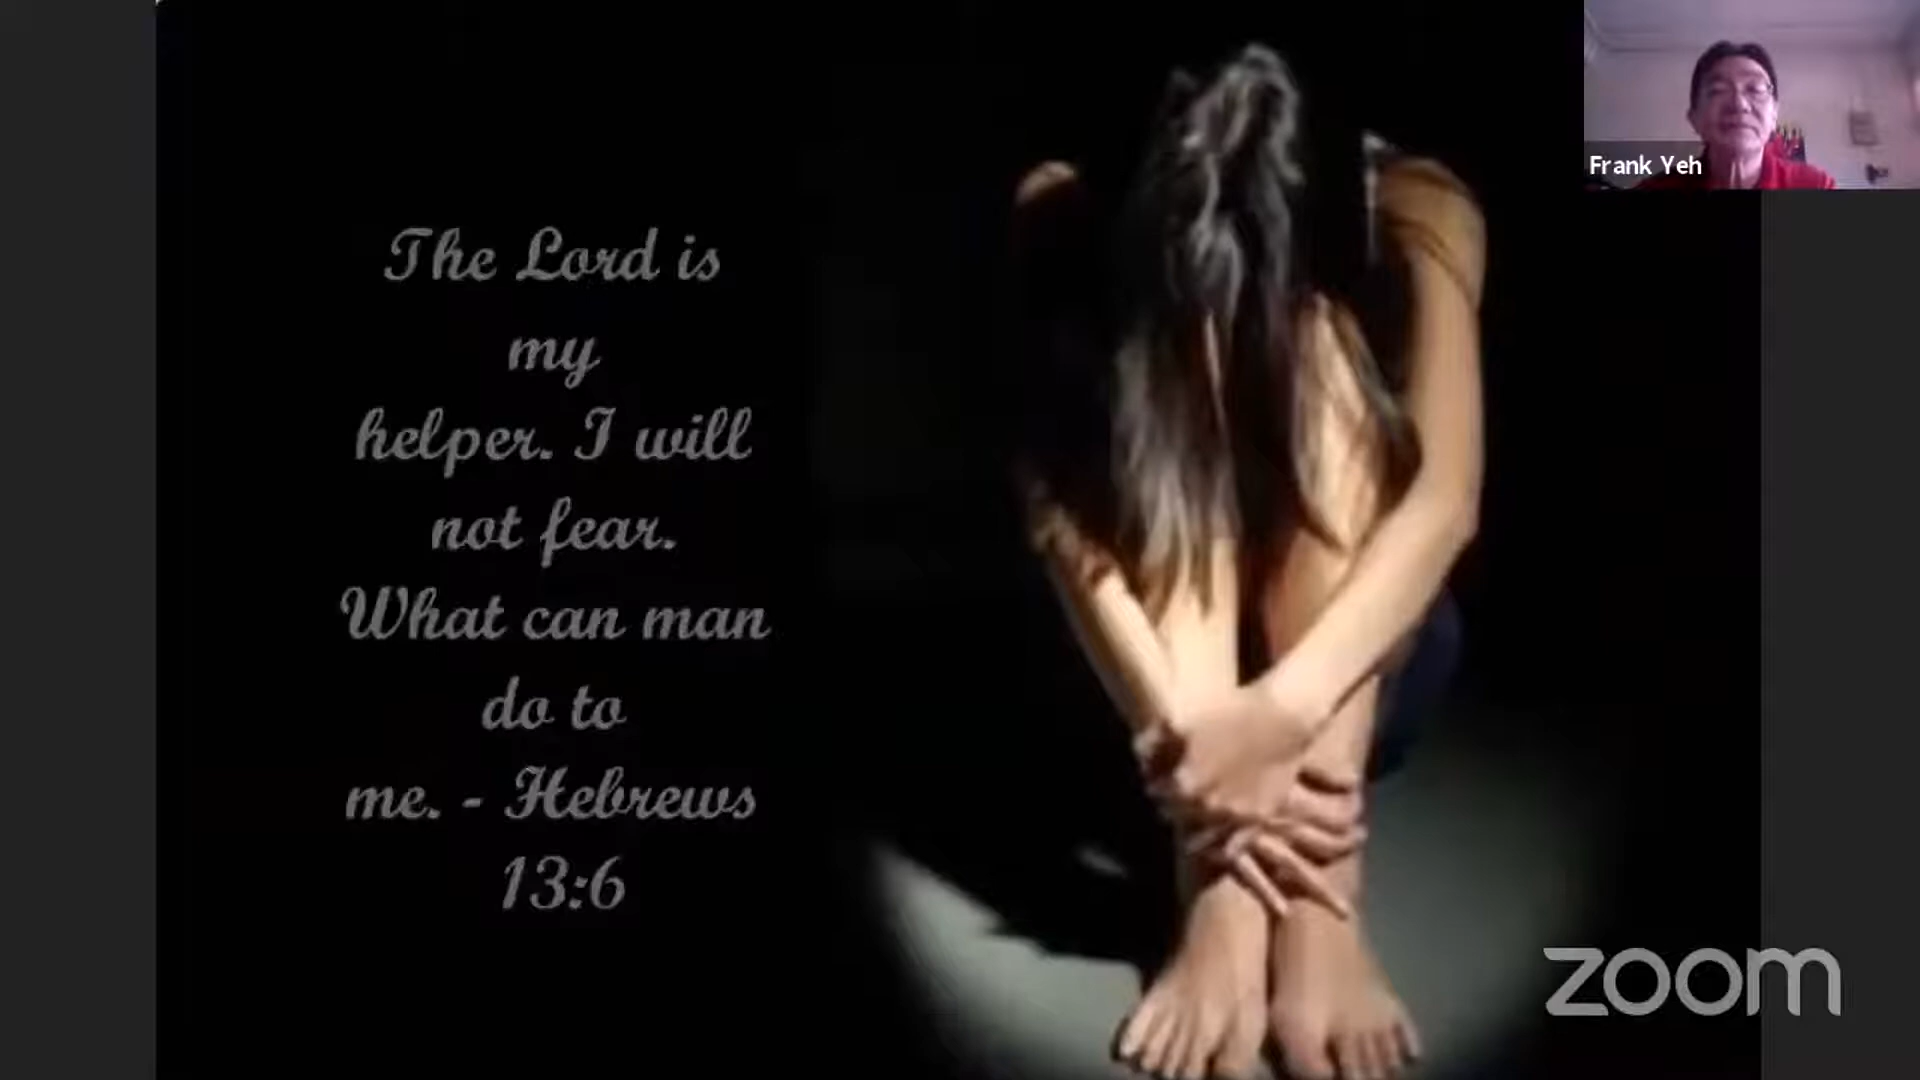 The Lord is
my
helper. I will
not fear.
What can man
do to
me. - Hebrews
13:6
Frank Yeh
zoom